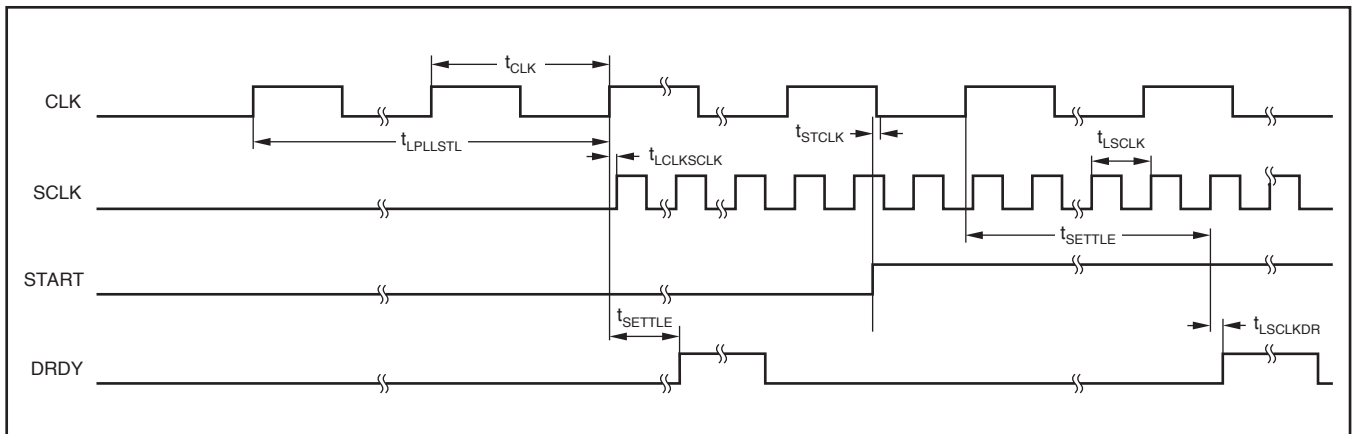 t_CLK
CLK
t_LPLLSTL
t_STCLK
t_LCLKSCLK
t_LSCLK
SCLK
t_SETTLE
START
t_SETTLE
t_LSCLKDR
DRDY